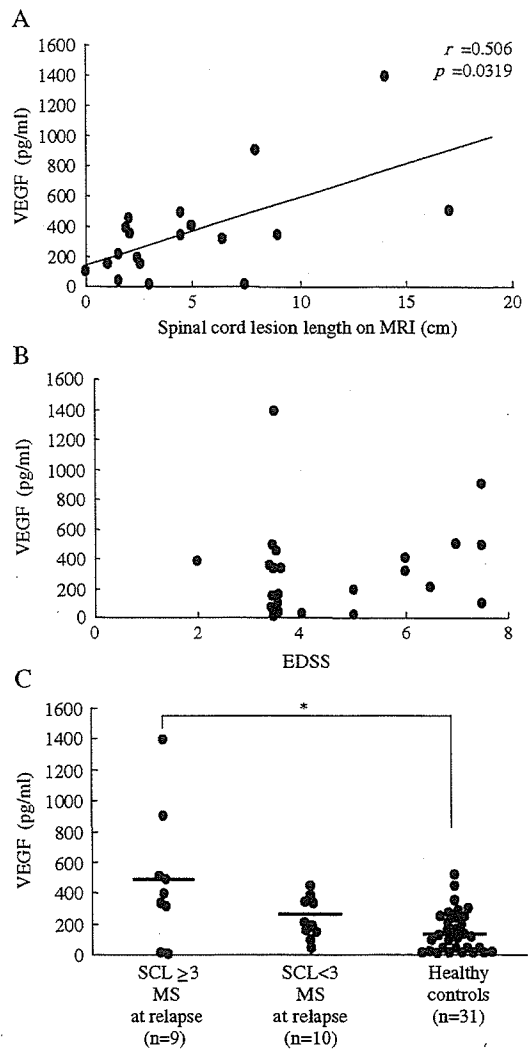 A
1600
1400
1200
1000
800
600
400
200
0
VEGF (pg/ml)
r =0.506
p =0.0319
0 5 10 15 20
Spinal cord lesion length on MRI (cm)
B
1600
1400
1200
1000
800
600
400
200
0
VEGF (pg/ml)
0 2 4 6 8
EDSS
C
1600
1400
1200
1000
800
600
400
200
0
VEGF (pg/ml)
*
SCL ≥3
MS
at relapse
(n=9)
SCL<3
MS
at relapse
(n=10)
Healthy
controls
(n=31)